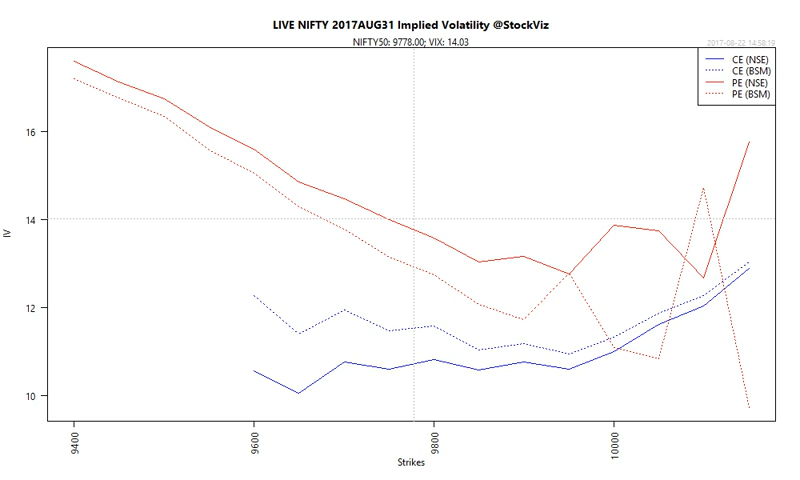 LIVE NIFTY 2017AUG31 Implied Volatility @StockViz
NIFTY50: 9778.00; VIX: 14.03
2017-08-22 14:58:19
CE (NSE)
CE (BSM)
PE (NSE)
PE (BSM)
16
14
12
10
IV
9400
9600
9800
10000
Strikes